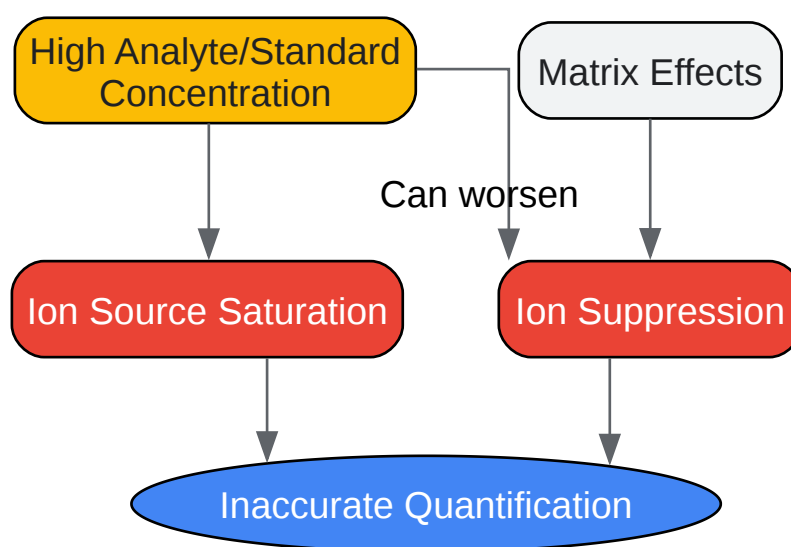 High Analyte/Standard
Concentration
Matrix Effects
Can worsen
Ion Source Saturation
Ion Suppression
Inaccurate Quantification